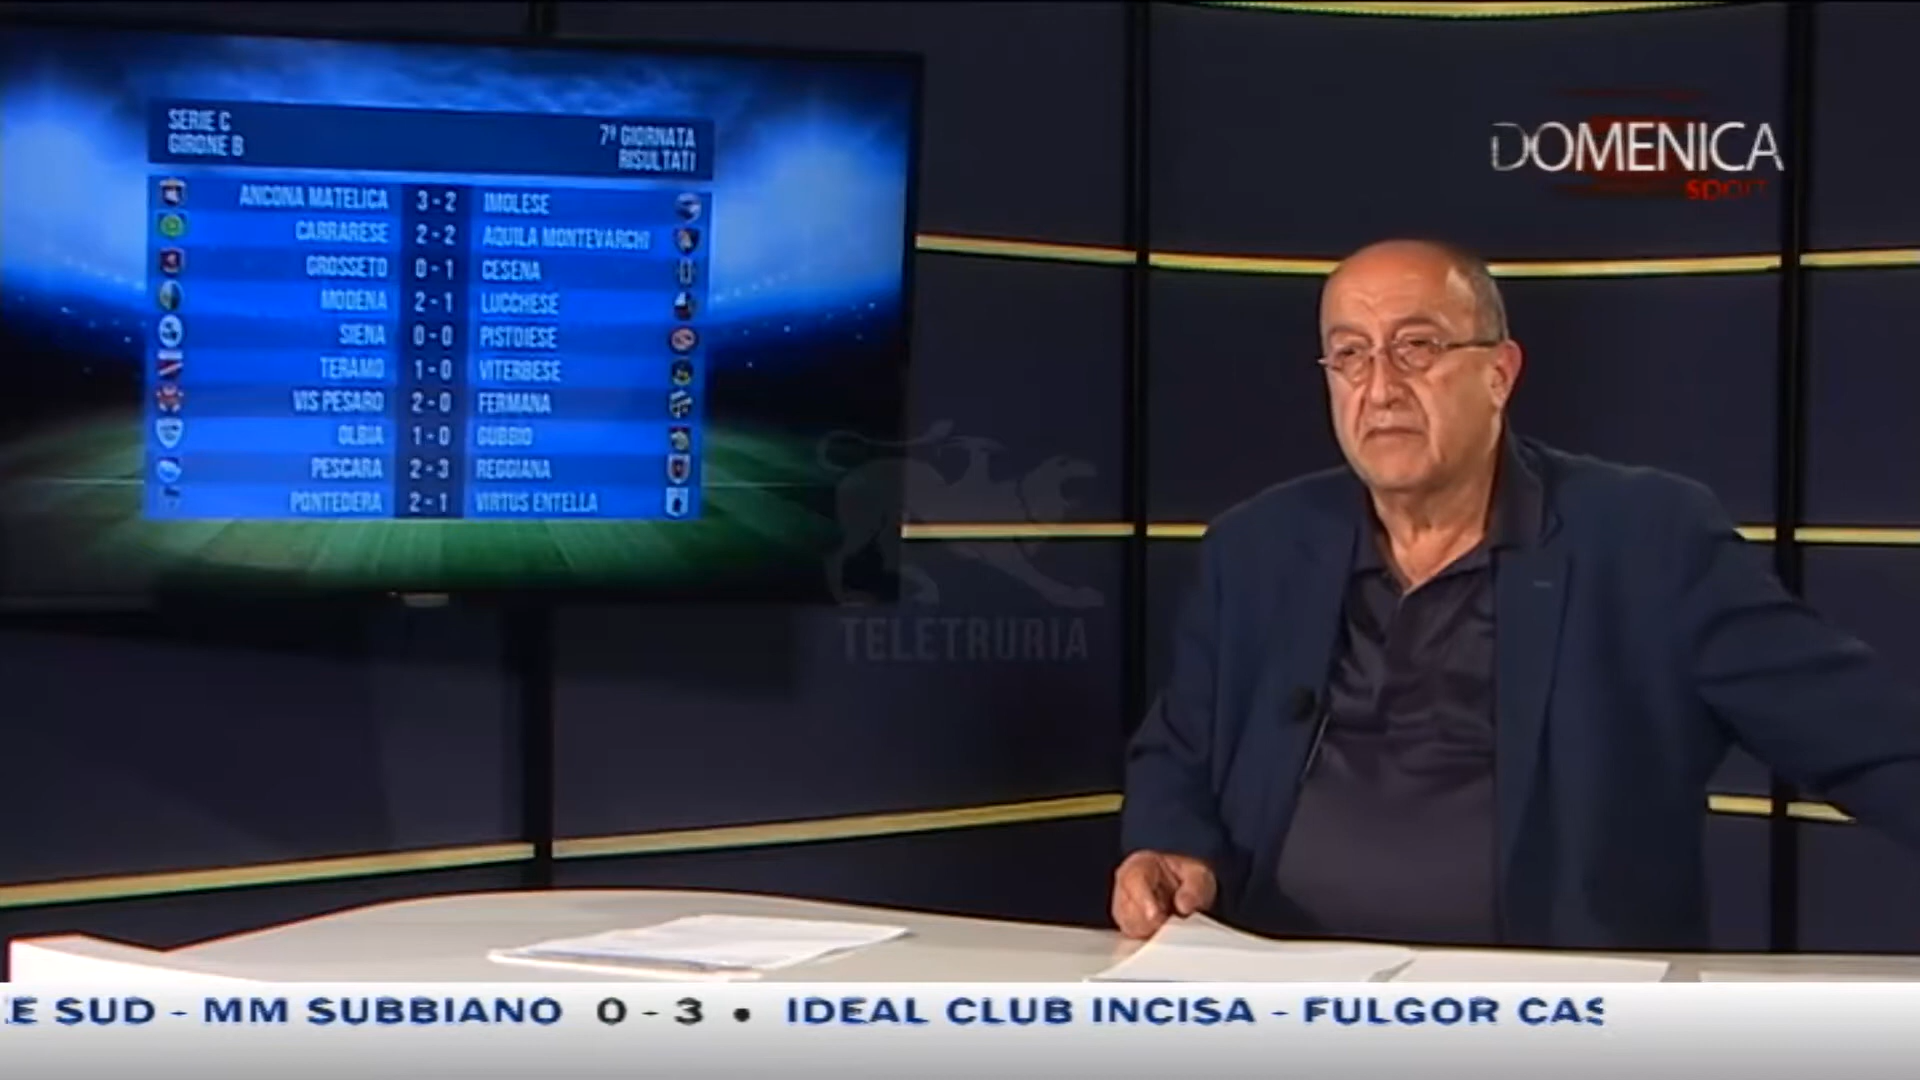 SERIE C
GIRONE B
7ª GIORNATA
RISULTATI
ANCONA MATELICA 3 - 2 IMOLESE
CARRARESE 2 - 2 AQUILA MONTEVARCHI
GROSSETO 0 - 1 CESENA
MODENA 2 - 1 LUCCHESE
SIENA 0 - 0 PISTOIESE
TERAMO 1 - 0 VITERBESE
VIS PESARO 2 - 0 FERMANA
OLBIA 1 - 0 GUBBIO
PESCARA 2 - 3 REGGIANA
PONTEDERA 2 - 1 VIRTUS ENTELLA
DOMENICA
SPORT
TELETRURIA
E SUD - MM SUBBIANO 0 - 3 • IDEAL CLUB INCISA - FULGOR CAS